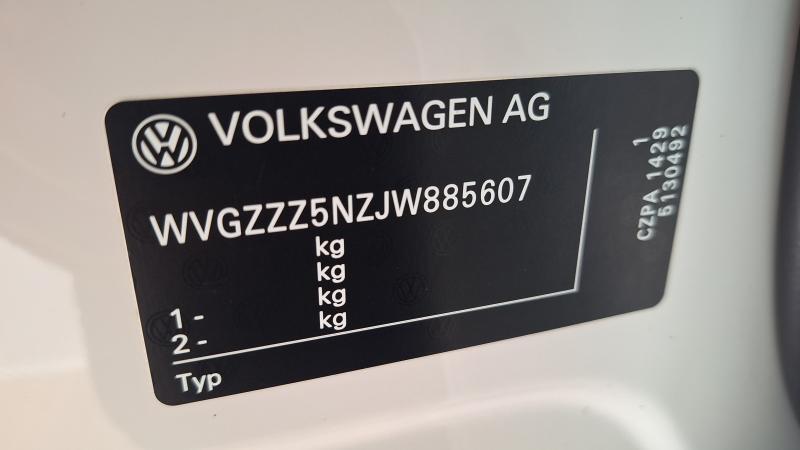 VOLKSWAGEN AG
WVGZZZ5NZJW885607
kg
kg
1 - kg
2 - kg
Typ
1
CZPA 1429
5130492